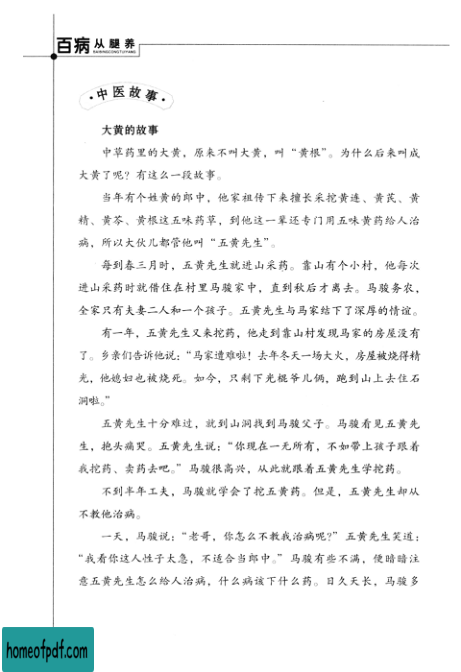 百病从腿养
BAIBINGCONGTUIYANG
·中医故事·
大黄的故事
中草药里的大黄，原来不叫大黄，叫“黄根”。为什么后来叫成
大黄了呢？有这么一段故事。
当年有个姓黄的郎中，他家祖传下来擅长采挖黄连、黄芪、黄
精、黄芩、黄根这五味药草，到他这一辈还专门用五味黄药给人治
病，所以大伙儿都管他叫“五黄先生”。
每到春三月时，五黄先生就进山采药。靠山有个小村，他每次
进山采药时就借住在村里马骏家中，直到秋后才离去。马骏务农，
全家只有夫妻二人和一个孩子。五黄先生与马家结下了深厚的情谊。
有一年，五黄先生又来挖药，他走到靠山村发现马家的房屋没有
了。乡亲们告诉他说：“马家遭难啦！去年冬天一场大火，房屋被烧得精
光，他媳妇也被烧死。如今，只剩下光棍爷儿俩，跑到山上去住石
洞啦。”
五黄先生十分难过，就到山洞找到马骏父子。马骏看见五黄先
生，抱头痛哭。五黄先生说：“你现在一无所有，不如带上孩子跟着
我挖药、卖药去吧。”马骏很高兴，从此就跟着五黄先生学挖药。
不到半年工夫，马骏就学会了挖五黄药。但是，五黄先生却从
不教他治病。
一天，马骏说：“老哥，你怎么不教我治病呢？”五黄先生笑道：
“我看你这人性子太急，不适合当郎中。”马骏有些不满，便暗暗注
意五黄先生怎么给人治病，什么病该下什么药。日久天长，马骏多
homeofpdf.com